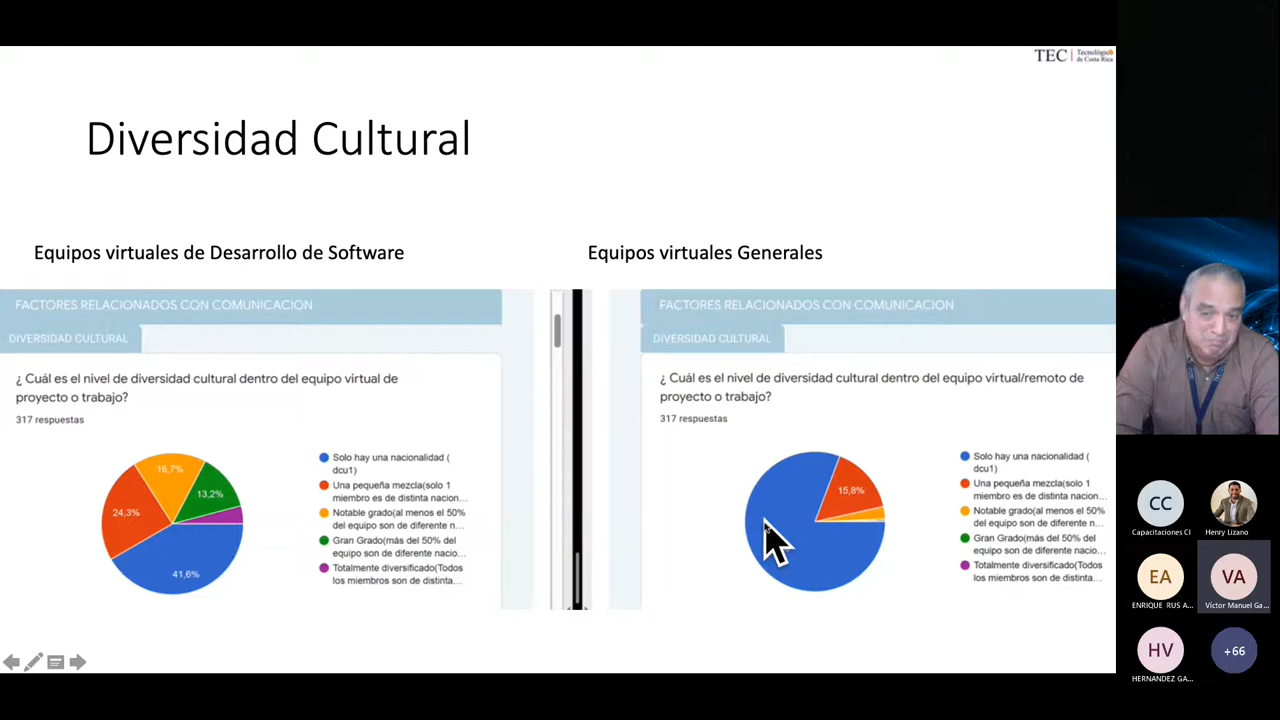 TEC | Tecnológico
de Costa Rica
Diversidad Cultural
Equipos virtuales de Desarrollo de Software
FACTORES RELACIONADOS CON COMUNICACION
DIVERSIDAD CULTURAL
¿ Cuál es el nivel de diversidad cultural dentro del equipo virtual de
proyecto o trabajo?
317 respuestas
16,7%
13,2%
24,3%
41,6%
Solo hay una nacionalidad (
dcu1)
Una pequeña mezcla(solo 1
miembro es de distinta nacion...
Notable grado(al menos el 50%
del equipo son de diferente n...
Gran Grado(más del 50% del
equipo son de diferente nacio...
Totalmente diversificado(Todos
los miembros son de distinta...
Equipos virtuales Generales
FACTORES RELACIONADOS CON COMUNICACION
DIVERSIDAD CULTURAL
¿ Cuál es el nivel de diversidad cultural dentro del equipo virtual/remoto de
proyecto o trabajo?
317 respuestas
15,8%
Solo hay una nacionalidad (
dcu1)
Una pequeña mezcla(solo 1
miembro es de distinta nacion...
Notable grado(al menos el 50%
del equipo son de diferente n...
Gran Grado(más del 50% del
equipo son de diferente nacio...
Totalmente diversificado(Todos
los miembros son de distinta...
CC
Capacitaciones CI
Henry Lizano
EA
ENRIQUE RUS A...
VA
Víctor Manuel Ga...
HV
HERNANDEZ GA...
+66